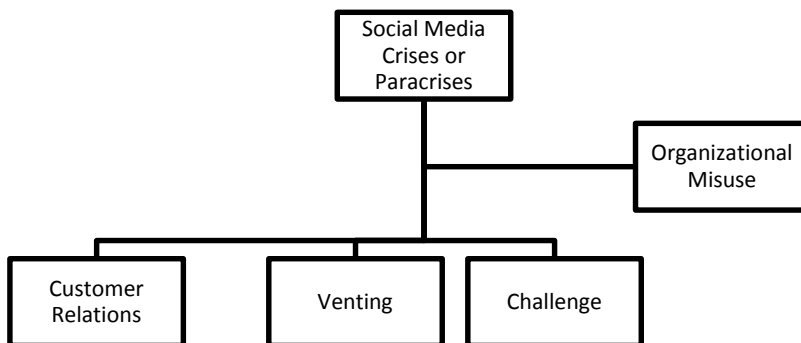 Social Media
Crises or
Paracrises
Organizational
Misuse
Customer
Relations
Venting
Challenge